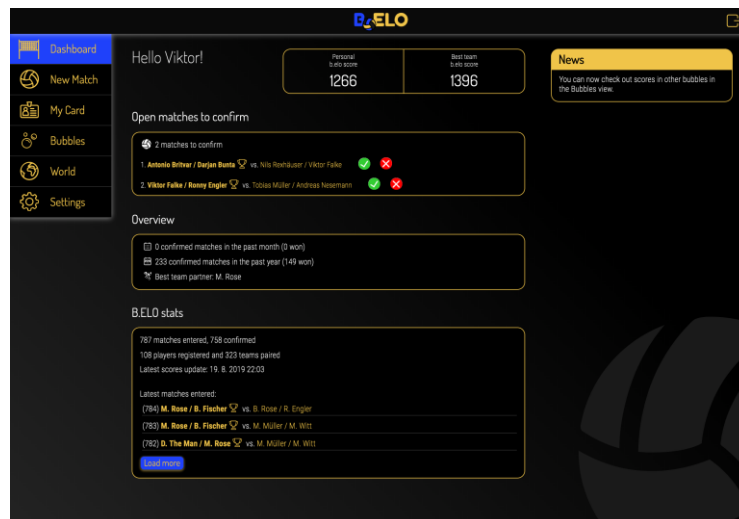 B.ELO
Dashboard
New Match
My Card
Bubbles
World
Settings
Hello Viktor!
Personal
b.elo score
1266
Best team
b.elo score
1396
Open matches to confirm
2 matches to confirm
1. Antonio Britvar / Darjan Bunta vs. Nils Rexhäuser / Viktor Falke
2. Viktor Falke / Ronny Engler vs. Tobias Müller / Andreas Nesemann
Overview
0 confirmed matches in the past month (0 won)
233 confirmed matches in the past year (149 won)
Best team partner: M. Rose
B.ELO stats
787 matches entered, 758 confirmed
108 players registered and 323 teams paired
Latest scores update: 19. 8. 2019 22:03
Latest matches entered:
(784) M. Rose / B. Fischer vs. B. Rose / R. Engler
(783) M. Rose / B. Fischer vs. M. Müller / M. Witt
(782) D. The Man / M. Rose vs. M. Müller / M. Witt
Load more
News
You can now check out scores in other bubbles in
the Bubbles view.